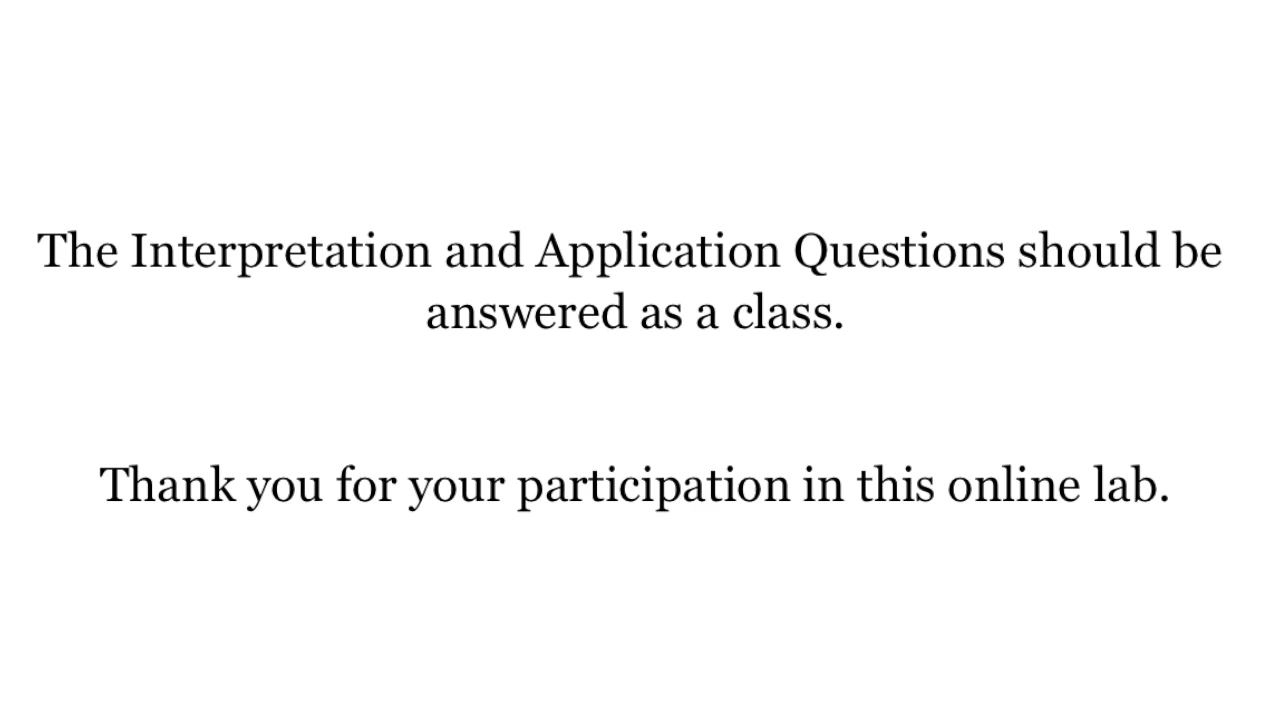 The Interpretation and Application Questions should be
answered as a class.
Thank you for your participation in this online lab.